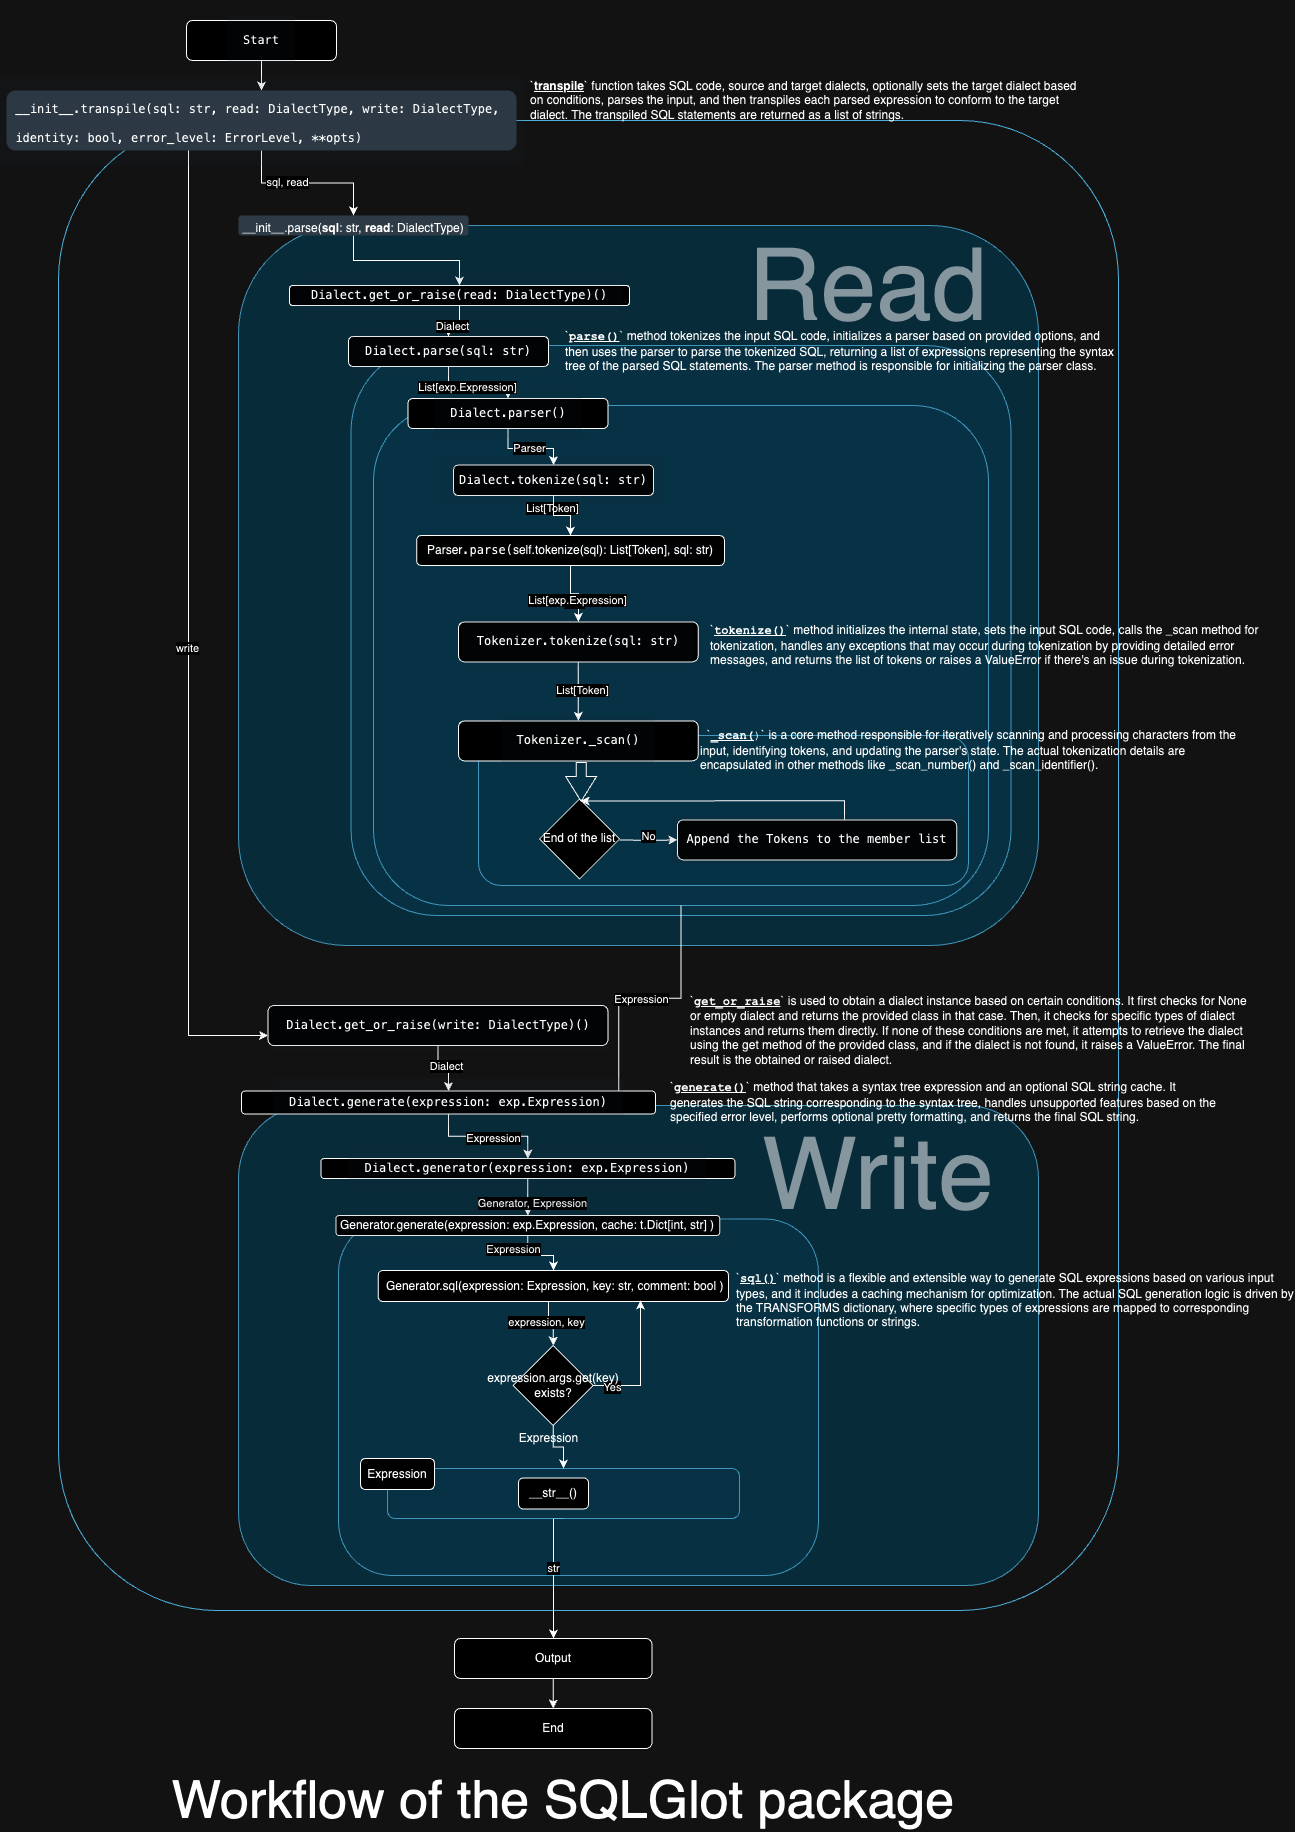 Start
`transpile` function takes SQL code, source and target dialects, optionally sets the target dialect based
on conditions, parses the input, and then transpiles each parsed expression to conform to the target
dialect. The transpiled SQL statements are returned as a list of strings.
__init__.transpile(sql: str, read: DialectType, write: DialectType,
identity: bool, error_level: ErrorLevel, **opts)
sql, read
__init__.parse(sql: str, read: DialectType)
Read
Dialect.get_or_raise(read: DialectType)()
Dialect
`parse()` method tokenizes the input SQL code, initializes a parser based on provided options, and
then uses the parser to parse the tokenized SQL, returning a list of expressions representing the syntax
tree of the parsed SQL statements. The parser method is responsible for initializing the parser class.
Dialect.parse(sql: str)
List[exp.Expression]
Dialect.parser()
Parser
Dialect.tokenize(sql: str)
List[Token]
Parser.parse(self.tokenize(sql): List[Token], sql: str)
List[exp.Expression]
Tokenizer.tokenize(sql: str)
`tokenize()` method initializes the internal state, sets the input SQL code, calls the _scan method for
tokenization, handles any exceptions that may occur during tokenization by providing detailed error
messages, and returns the list of tokens or raises a ValueError if there's an issue during tokenization.
write
List[Token]
Tokenizer._scan()
`_scan()` is a core method responsible for iteratively scanning and processing characters from the
input, identifying tokens, and updating the parser's state. The actual tokenization details are
encapsulated in other methods like _scan_number() and _scan_identifier().
End of the list
No
Append the Tokens to the member list
Expression
`get_or_raise` is used to obtain a dialect instance based on certain conditions. It first checks for None
or empty dialect and returns the provided class in that case. Then, it checks for specific types of dialect
instances and returns them directly. If none of these conditions are met, it attempts to retrieve the dialect
using the get method of the provided class, and if the dialect is not found, it raises a ValueError. The final
result is the obtained or raised dialect.
Dialect.get_or_raise(write: DialectType)()
Dialect
Dialect.generate(expression: exp.Expression)
`generate()` method that takes a syntax tree expression and an optional SQL string cache. It
generates the SQL string corresponding to the syntax tree, handles unsupported features based on the
specified error level, performs optional pretty formatting, and returns the final SQL string.
Expression
Write
Dialect.generator(expression: exp.Expression)
Generator, Expression
Generator.generate(expression: exp.Expression, cache: t.Dict[int, str] )
Expression
Generator.sql(expression: Expression, key: str, comment: bool )
`sql()` method is a flexible and extensible way to generate SQL expressions based on various input
types, and it includes a caching mechanism for optimization. The actual SQL generation logic is driven by
the TRANSFORMS dictionary, where specific types of expressions are mapped to corresponding
transformation functions or strings.
expression, key
expression.args.get(key)
exists?
Yes
Expression
Expression
__str__()
str
Output
End
Workflow of the SQLGlot package